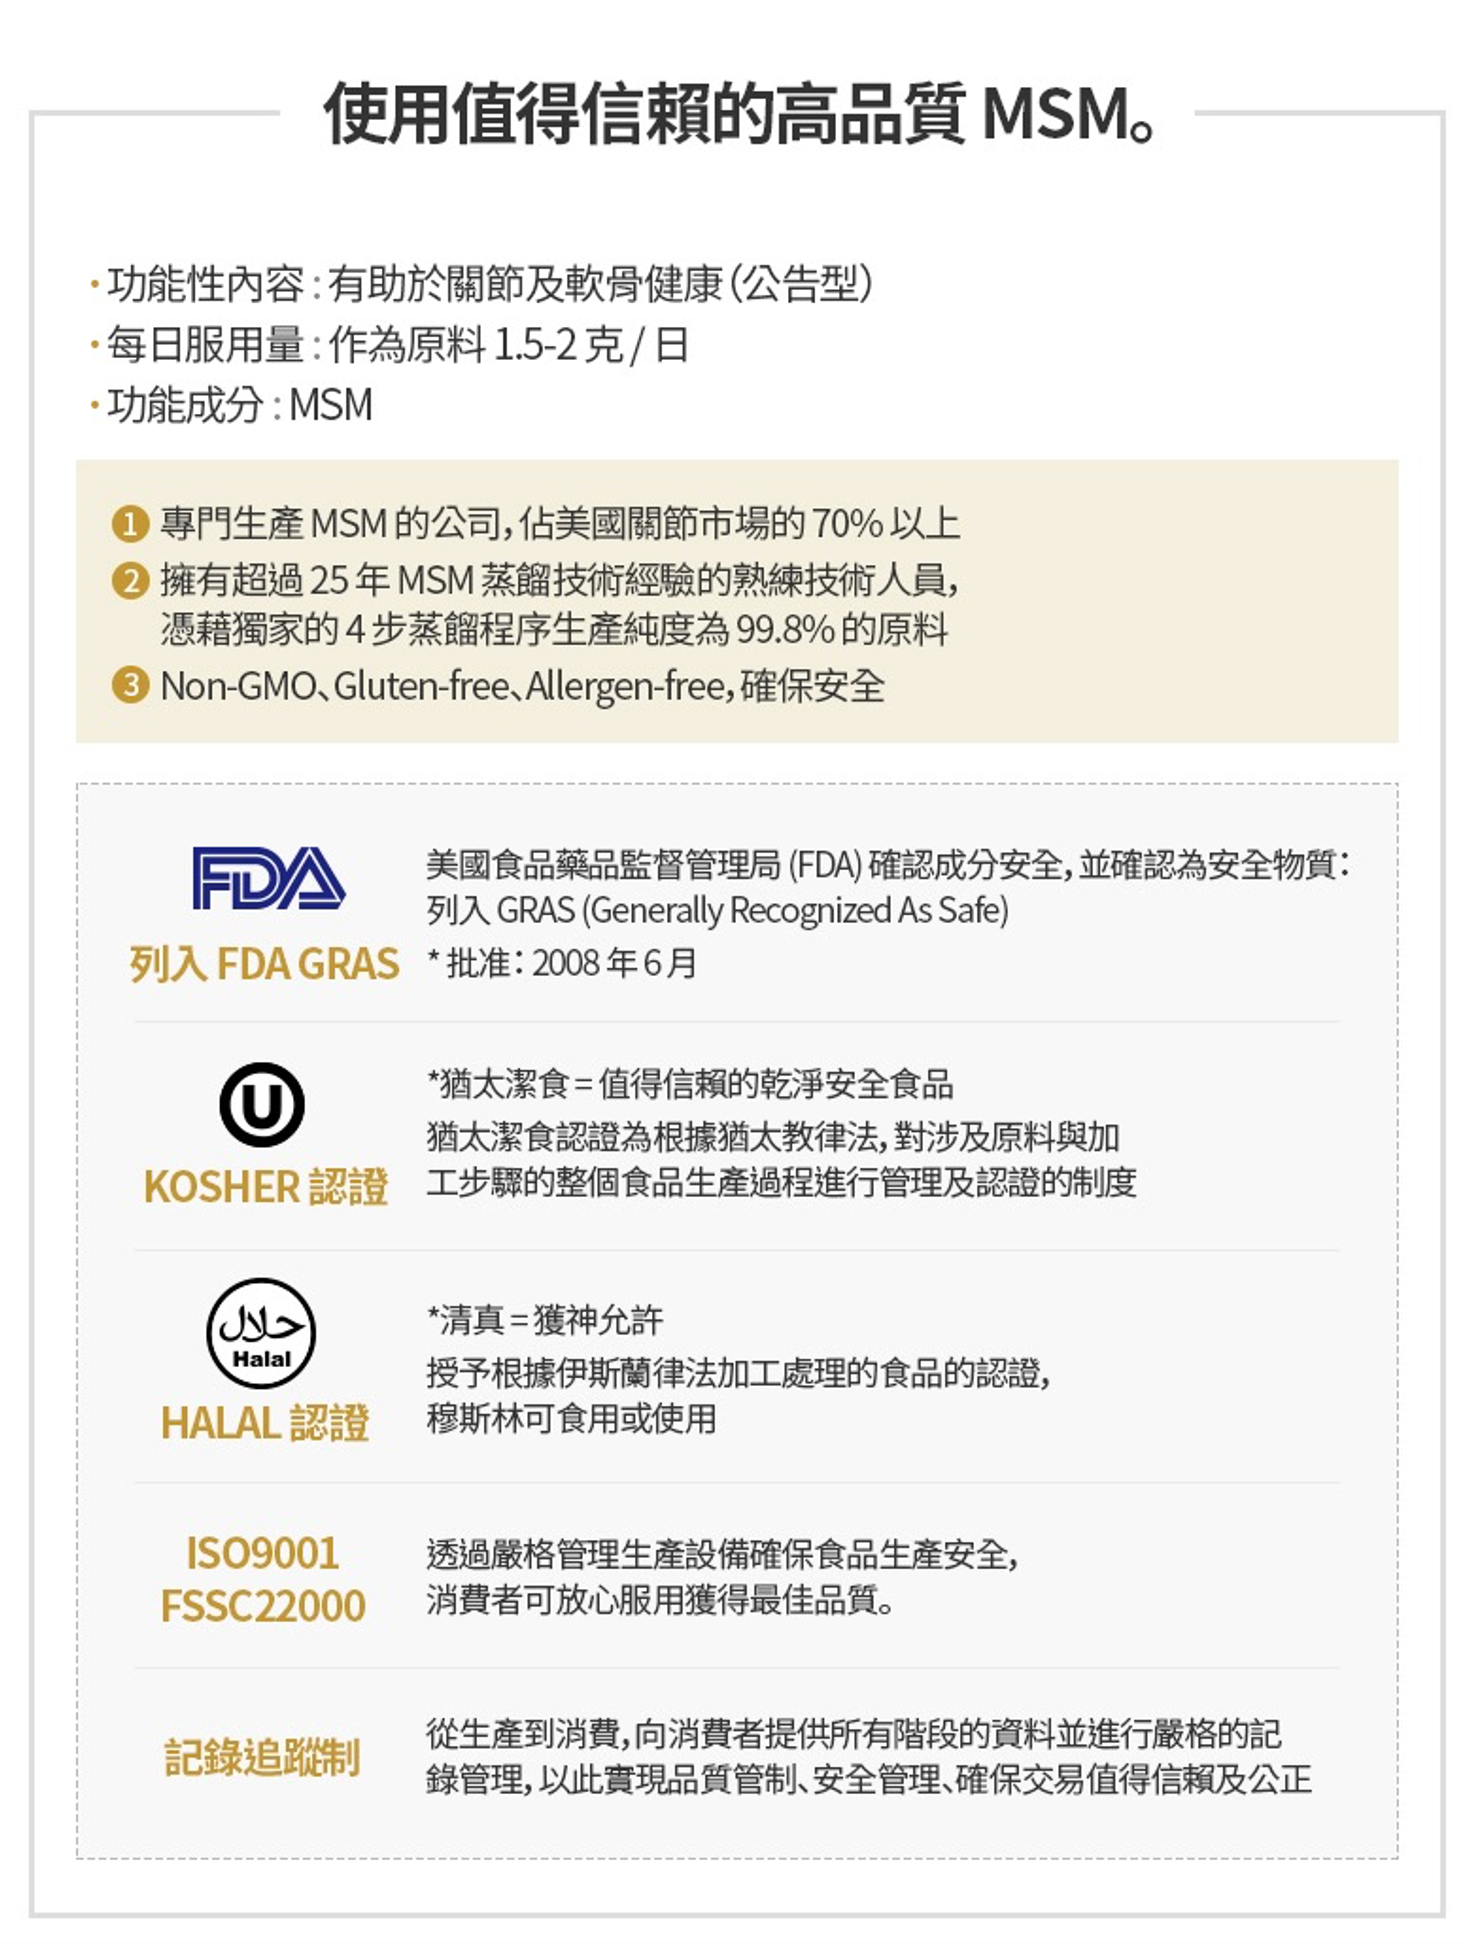 使用值得信賴的高品質 MSM。
·功能性內容 : 有助於關節及軟骨健康（公告型）
·每日服用量 : 作為原料 1.5-2 克 / 日
·功能成分 : MSM
1 專門生產 MSM 的公司, 佔美國關節市場的 70% 以上
2 擁有超過 25 年 MSM 蒸餾技術經驗的熟練技術人員,
憑藉獨家的 4 步蒸餾程序生產純度為 99.8% 的原料
3 Non-GMO、Gluten-free、Allergen-free, 確保安全
FDA
列入 FDA GRAS
美國食品藥品監督管理局 (FDA) 確認成分安全, 並確認為安全物質：
列入 GRAS (Generally Recognized As Safe)
* 批准：2008 年 6 月
U
KOSHER 認證
*猶太潔食 = 值得信賴的乾淨安全食品
猶太潔食認證為根據猶太教律法, 對涉及原料與加
工步驟的整個食品生產過程進行管理及認證的制度
حلال
Halal
HALAL 認證
*清真 = 獲神允許
授予根據伊斯蘭律法加工處理的食品的認證,
穆斯林可食用或使用
ISO9001
FSSC22000
透過嚴格管理生產設備確保食品生產安全,
消費者可放心服用獲得最佳品質。
記錄追蹤制
從生產到消費, 向消費者提供所有階段的資料並進行嚴格的記
錄管理, 以此實現品質管制、安全管理、確保交易值得信賴及公正